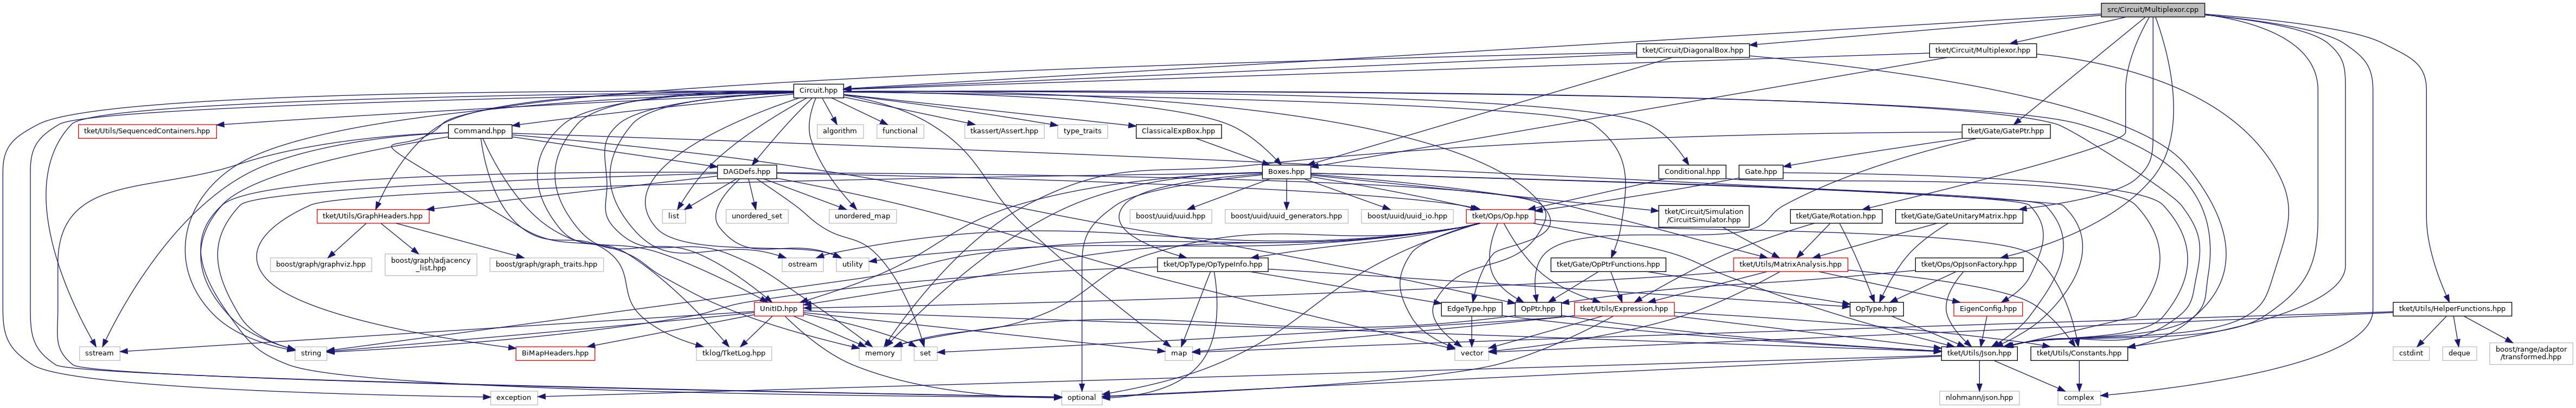 src/Circuit/Multiplexor.cpp
tket/Circuit/DiagonalBox.hpp
tket/Circuit/Multiplexor.hpp
Circuit.hpp
tket/Utils/SequencedContainers.hpp
Command.hpp
algorithm
functional
tkassert/Assert.hpp
type_traits
ClassicalExpBox.hpp
tket/Gate/GatePtr.hpp
DAGDefs.hpp
Boxes.hpp
Conditional.hpp
Gate.hpp
tket/Utils/GraphHeaders.hpp
list
unordered_set
unordered_map
boost/uuid/uuid.hpp
boost/uuid/uuid_generators.hpp
boost/uuid/uuid_io.hpp
tket/Ops/Op.hpp
tket/Circuit/Simulation
/CircuitSimulator.hpp
tket/Gate/Rotation.hpp
tket/Gate/GateUnitaryMatrix.hpp
boost/graph/graphviz.hpp
boost/graph/adjacency
_list.hpp
boost/graph/graph_traits.hpp
ostream
utility
tket/OpType/OpTypeInfo.hpp
tket/Gate/OpPtrFunctions.hpp
tket/Utils/MatrixAnalysis.hpp
tket/Ops/OpJsonFactory.hpp
UnitID.hpp
EdgeType.hpp
OpPtr.hpp
tket/Utils/Expression.hpp
OpType.hpp
EigenConfig.hpp
tket/Utils/HelperFunctions.hpp
sstream
string
BiMapHeaders.hpp
tklog/TketLog.hpp
memory
set
map
vector
tket/Utils/Json.hpp
tket/Utils/Constants.hpp
cstdint
deque
boost/range/adaptor
/transformed.hpp
exception
optional
nlohmann/json.hpp
complex